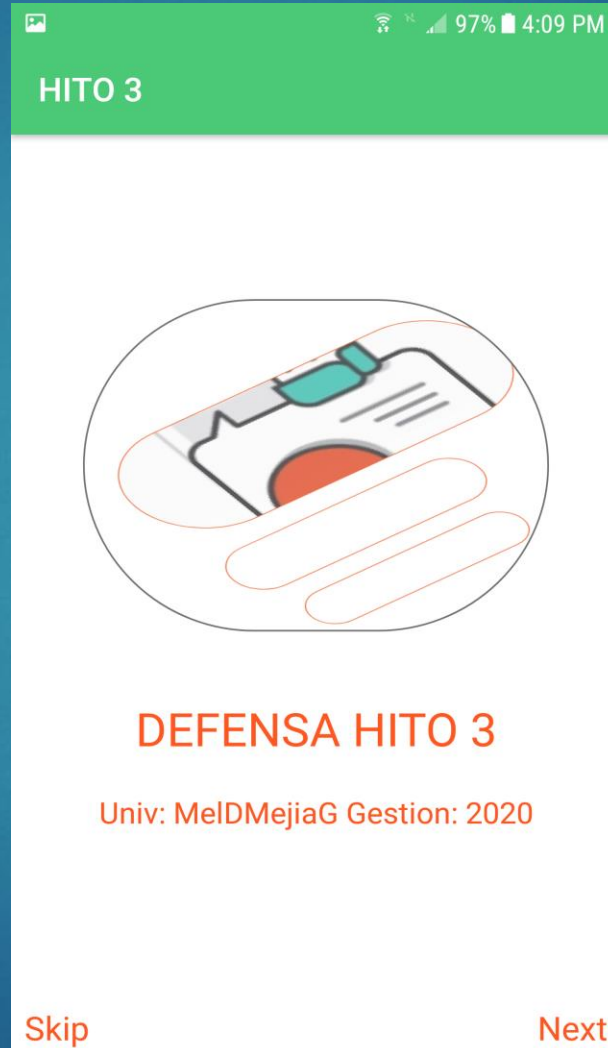 97% 4:09 PM
HITO 3
DEFENSA HITO 3
Univ: MelDMejiaG Gestion: 2020
Skip
Next